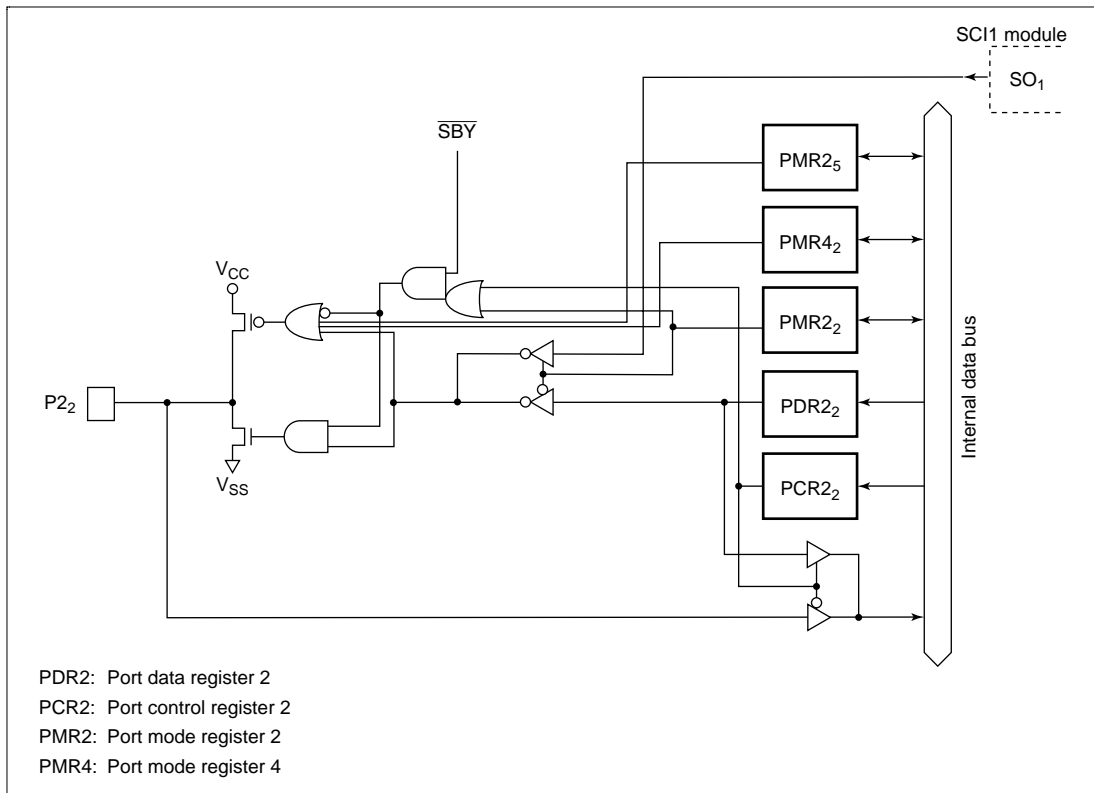 SCI1 module
SO1
SBY
PMR25
PMR42
VCC
PMR22
P22
PDR22
VSS
PCR22
Internal data bus
PDR2: Port data register 2
PCR2: Port control register 2
PMR2: Port mode register 2
PMR4: Port mode register 4